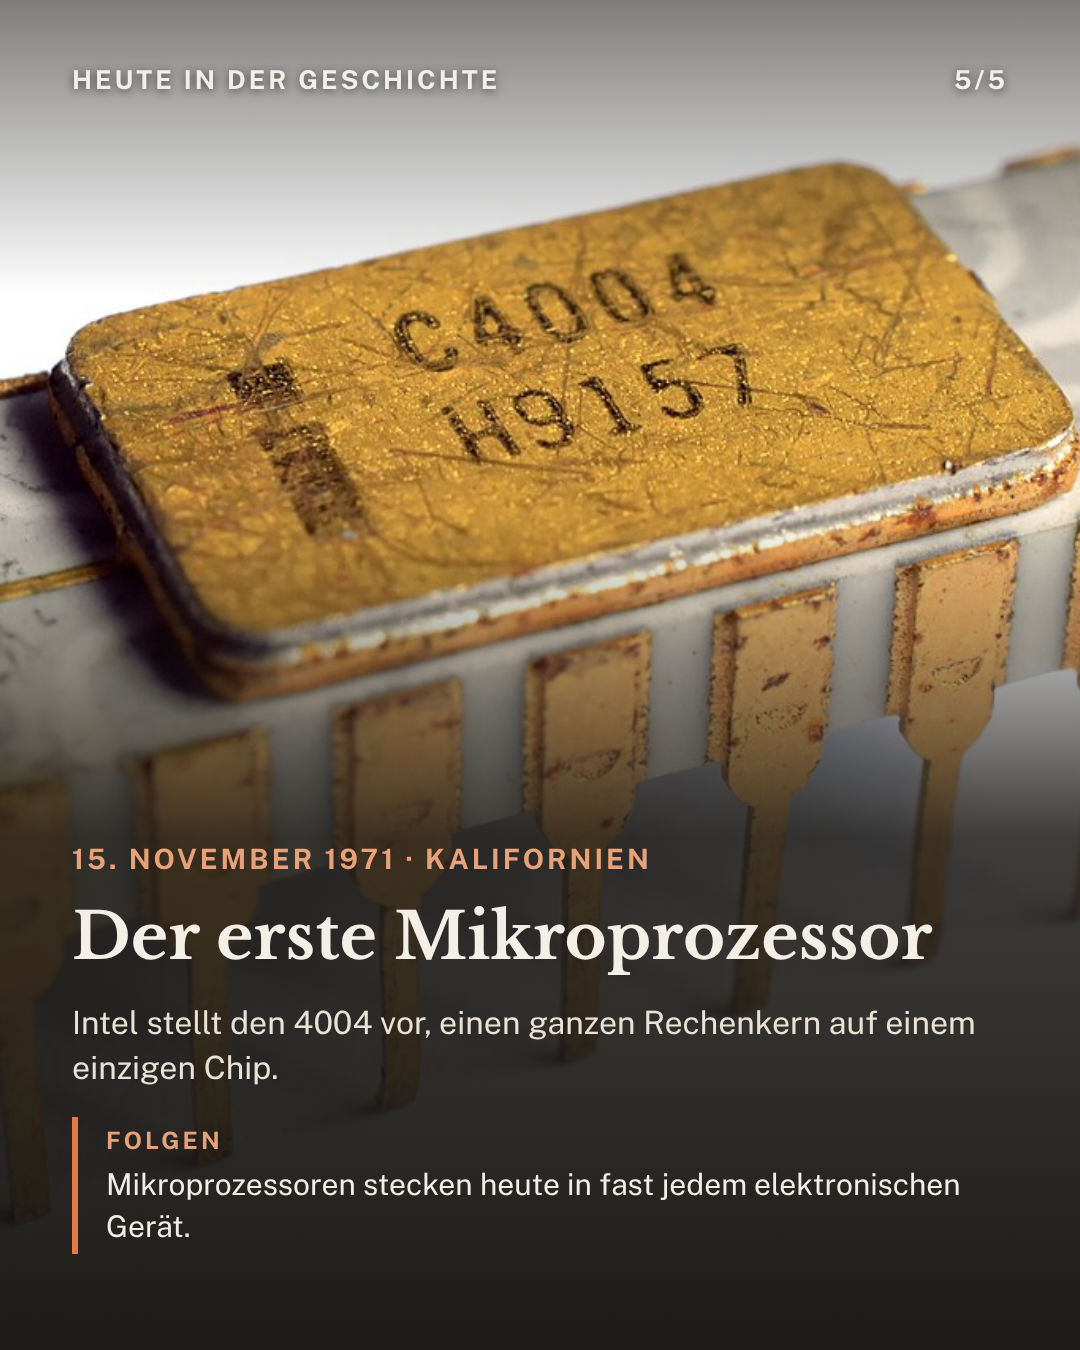 HEUTE IN DER GESCHICHTE
5/5
C4004
H9157
15. NOVEMBER 1971 · KALIFORNIEN
Der erste Mikroprozessor
Intel stellt den 4004 vor, einen ganzen Rechenkern auf einem
einzigen Chip.
FOLGEN
Mikroprozessoren stecken heute in fast jedem elektronischen
Gerät.